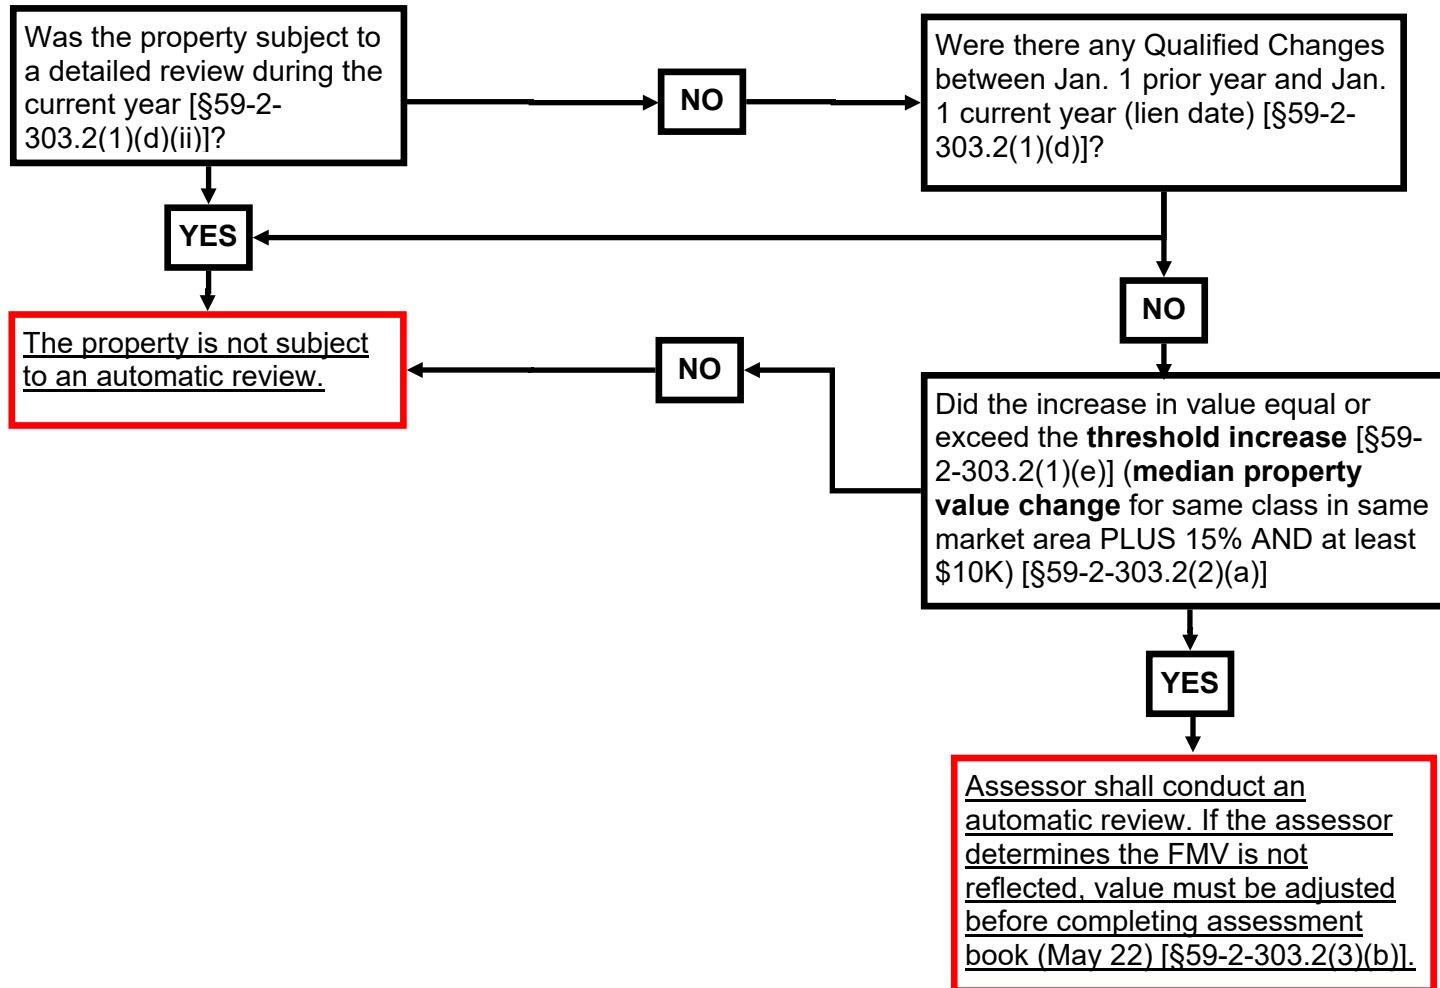 Was the property subject to
a detailed review during the
current year [§59-2-
303.2(1)(d)(ii)]?
NO
Were there any Qualified Changes
between Jan. 1 prior year and Jan.
1 current year (lien date) [§59-2-
303.2(1)(d)]?
YES
NO
The property is not subject
to an automatic review.
NO
Did the increase in value equal or
exceed the threshold increase [§59-
2-303.2(1)(e)] (median property
value change for same class in same
market area PLUS 15% AND at least
$10K) [§59-2-303.2(2)(a)]
YES
Assessor shall conduct an
automatic review. If the assessor
determines the FMV is not
reflected, value must be adjusted
before completing assessment
book (May 22) [§59-2-303.2(3)(b)].